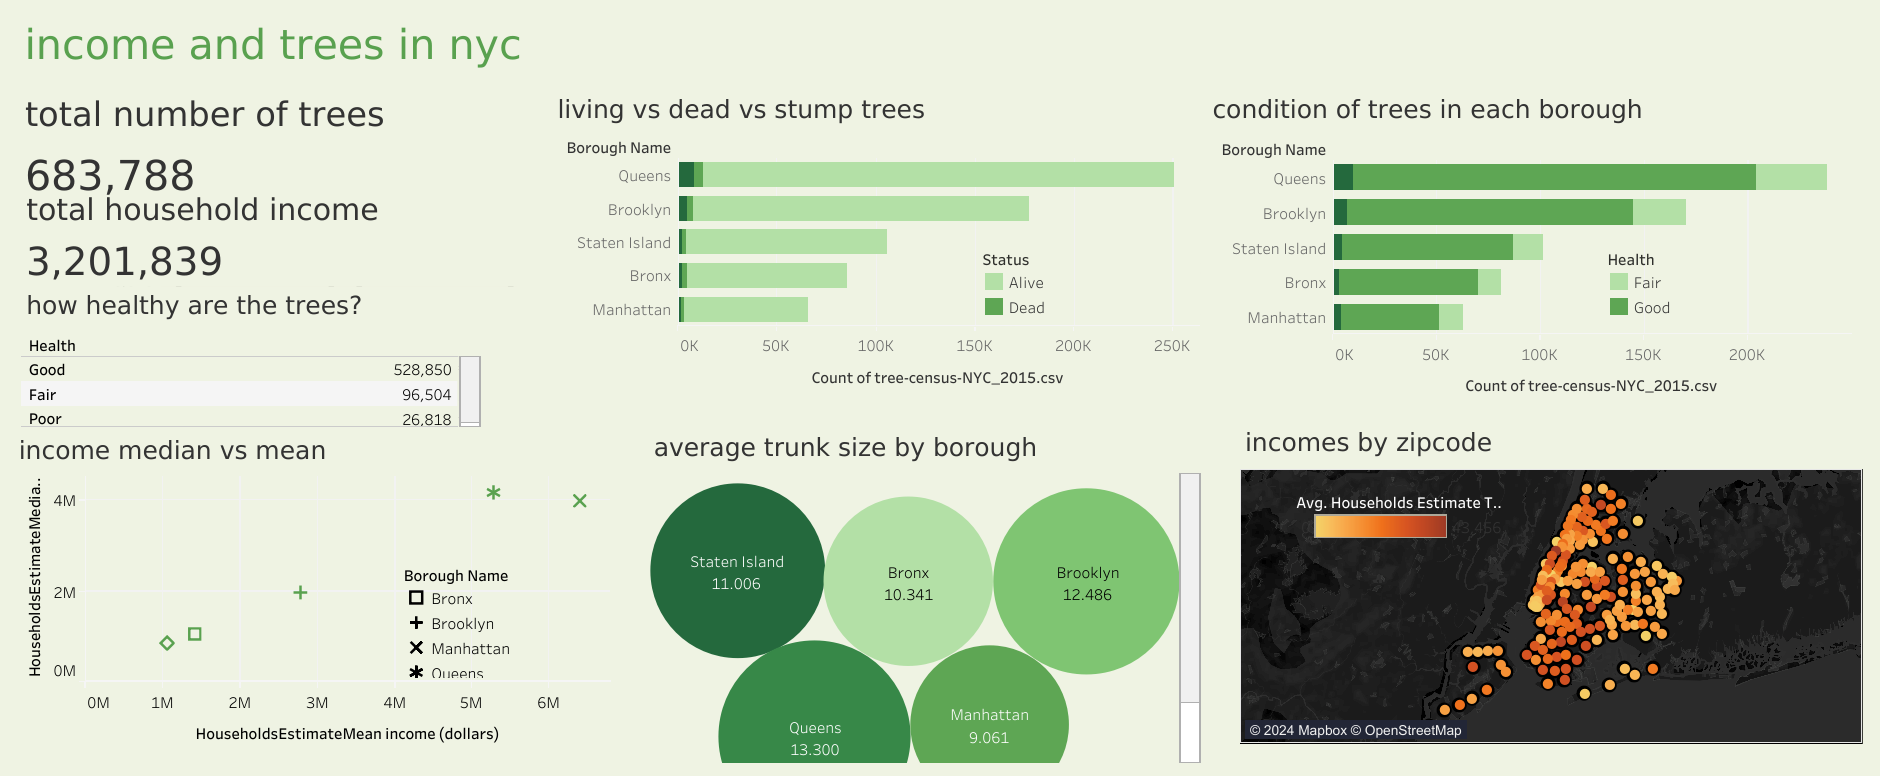 income and trees in nyc
total number of trees
683,788
total household income
3,201,839
how healthy are the trees?
Health
Good 528,850
Fair 96,504
Poor 26,818
living vs dead vs stump trees
Borough Name
Queens
Brooklyn
Staten Island
Bronx
Manhattan
Status
Alive
Dead
0K 50K 100K 150K 200K 250K
Count of tree-census-NYC_2015.csv
condition of trees in each borough
Borough Name
Queens
Brooklyn
Staten Island
Bronx
Manhattan
Health
Fair
Good
0K 50K 100K 150K 200K
Count of tree-census-NYC_2015.csv
income median vs mean
HouseholdsEstimateMedia..
4M
2M
0M
Borough Name
Bronx
Brooklyn
Manhattan
Queens
0M 1M 2M 3M 4M 5M 6M
HouseholdsEstimateMean income (dollars)
average trunk size by borough
Staten Island
11.006
Bronx
10.341
Brooklyn
12.486
Queens
13.300
Manhattan
9.061
incomes by zipcode
Avg. Households Estimate T..
© 2024 Mapbox © OpenStreetMap